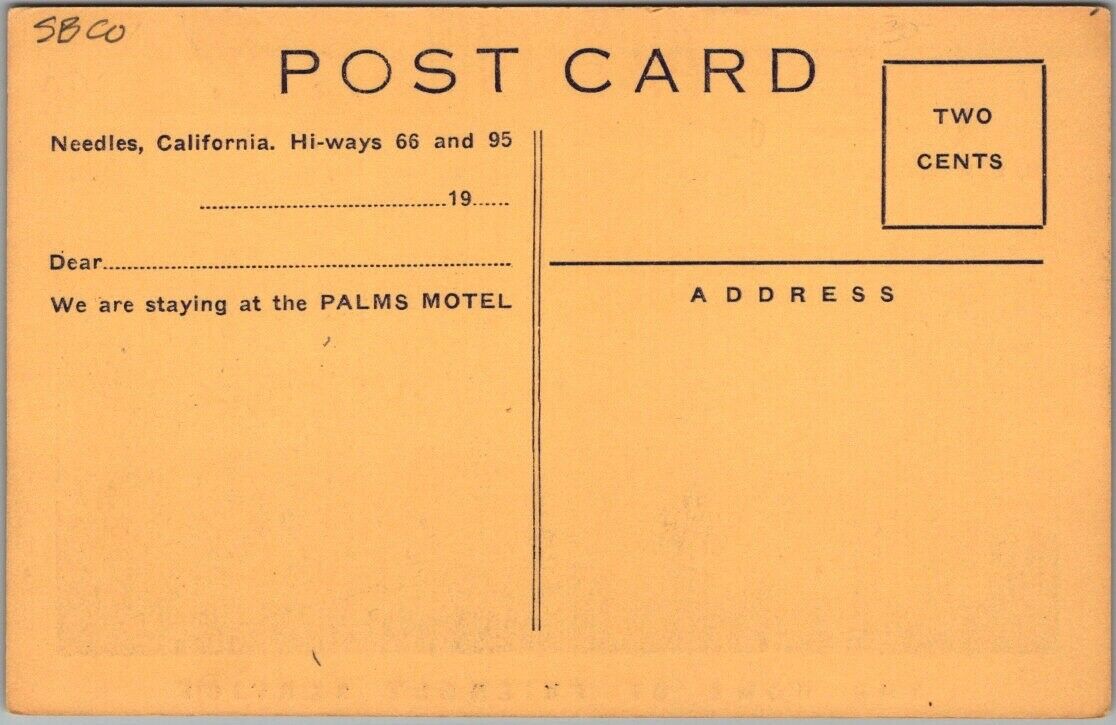 SBCO
POST CARD
TWO
CENTS
Needles, California. Hi-ways 66 and 95
..............................19......
Dear..................................................
We are staying at the PALMS MOTEL
ADDRESS